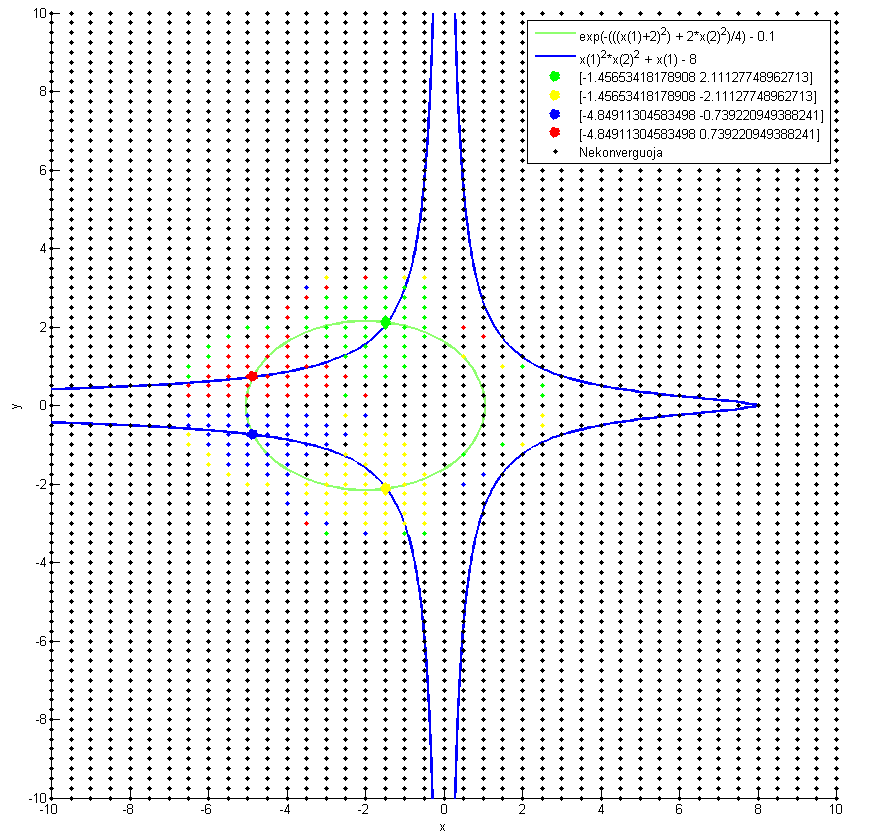 exp(-(((x(1)+2)²) + 2*x(2)²)/4) - 0.1
x(1)²*x(2)² + x(1) - 8
[-1.45653418178908 2.11127748962713]
[-1.45653418178908 -2.11127748962713]
[-4.84911304583498 -0.739220949388241]
[-4.84911304583498 0.739220949388241]
Nekonverguoja
10
8
6
4
2
0
-2
-4
-6
-8
-10
y
-10 -8 -6 -4 -2 0 2 4 6 8 10
x